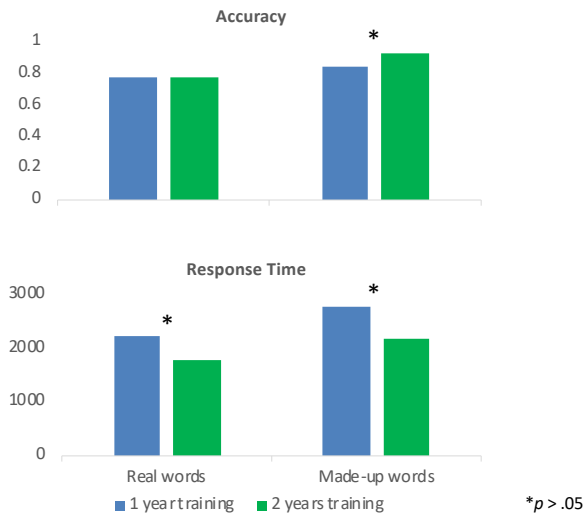 Accuracy
1
*
0.8
0.6
0.4
0.2
0
Response Time
3000
*
*
2000
1000
0
Real words
Made-up words
1 year training
2 years training
*p > .05